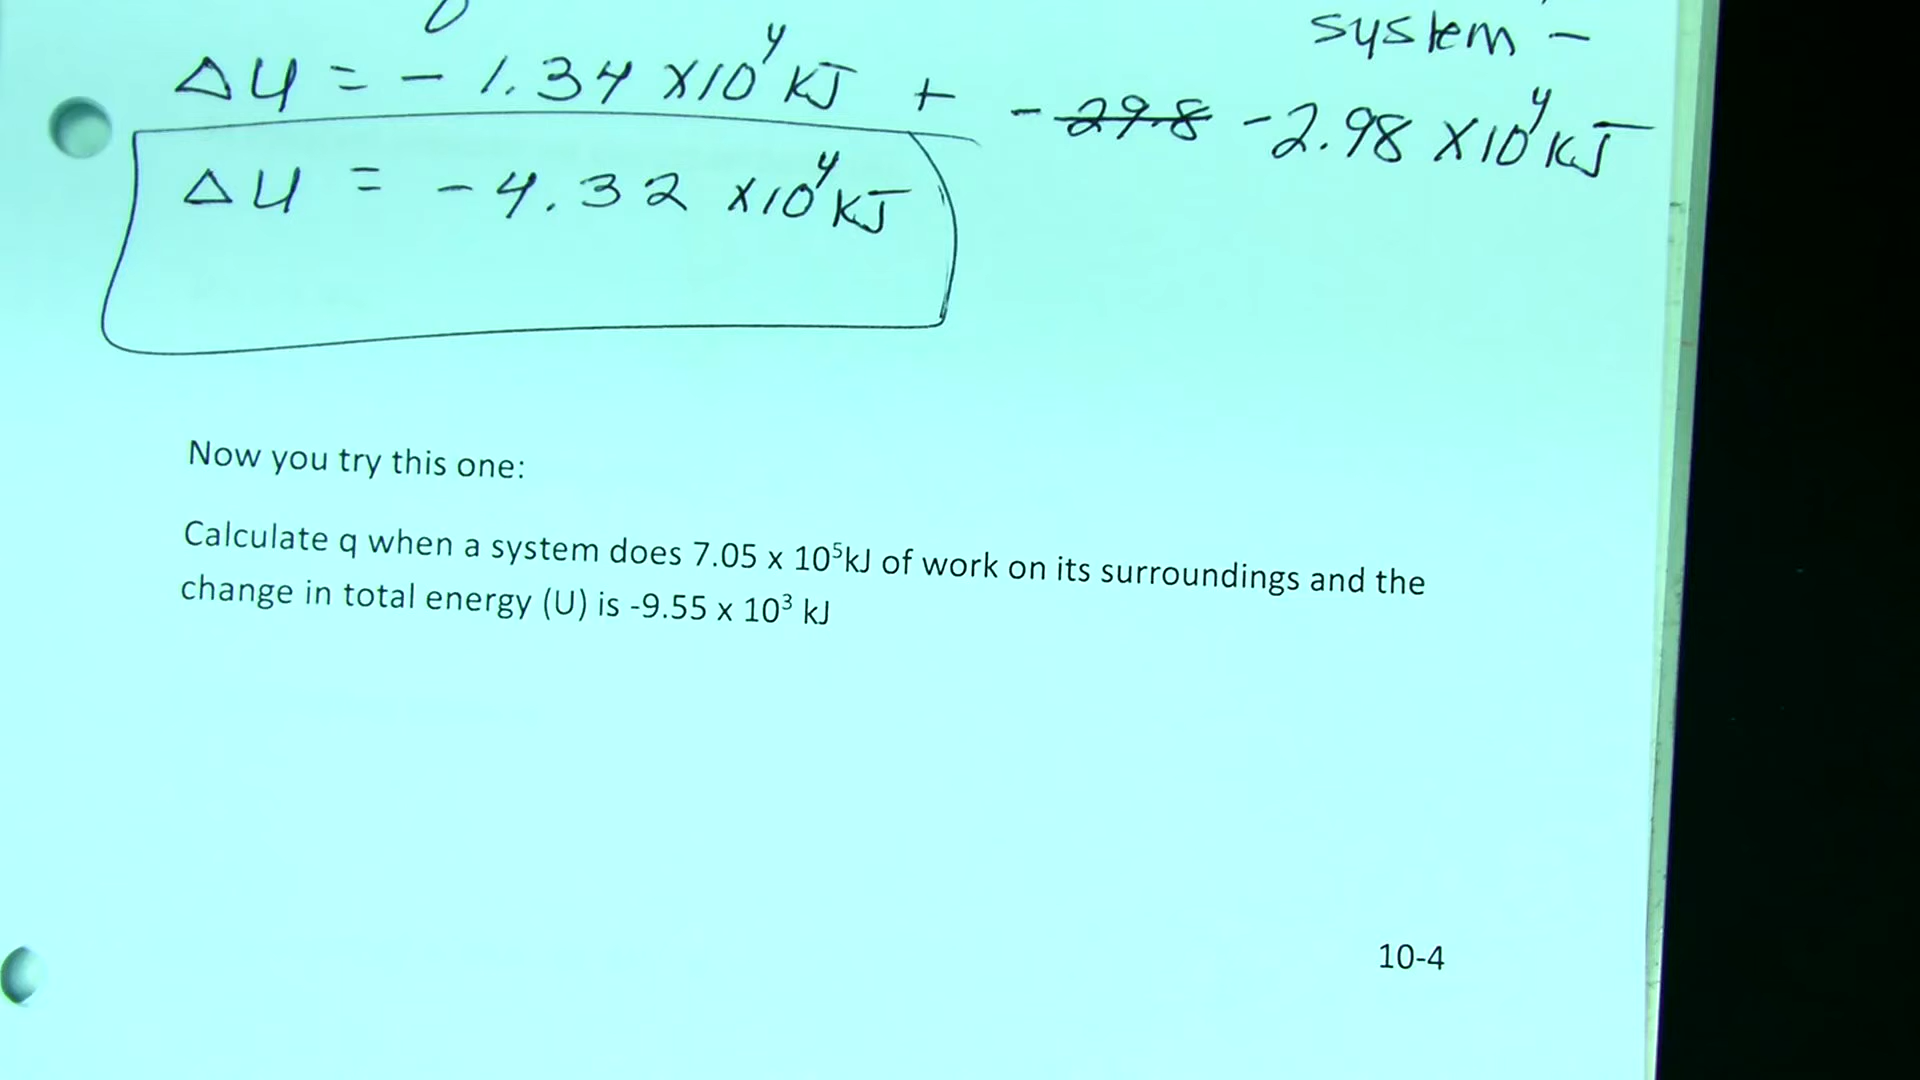 system -
ΔU = - 1.34 x10⁴ kJ + - ~~29.8~~ -2.98 x10⁴ kJ
ΔU = -4.32 x10⁴ kJ
Now you try this one:
Calculate q when a system does 7.05 x 10⁵kJ of work on its surroundings and the
change in total energy (U) is -9.55 x 10³ kJ
10-4